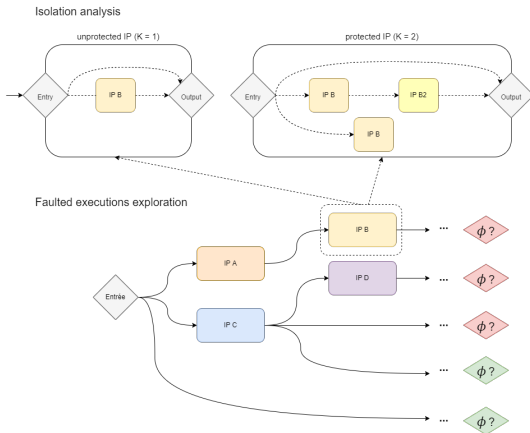 Isolation analysis
unprotected IP (K = 1)
protected IP (K = 2)
Entry
IP B
Output
Entry
IP B
IP B2
Output
IP B
Faulted executions exploration
IP B
...
ϕ ?
IP A
IP D
...
ϕ ?
Entrée
IP C
...
ϕ ?
...
ϕ ?
...
ϕ ?